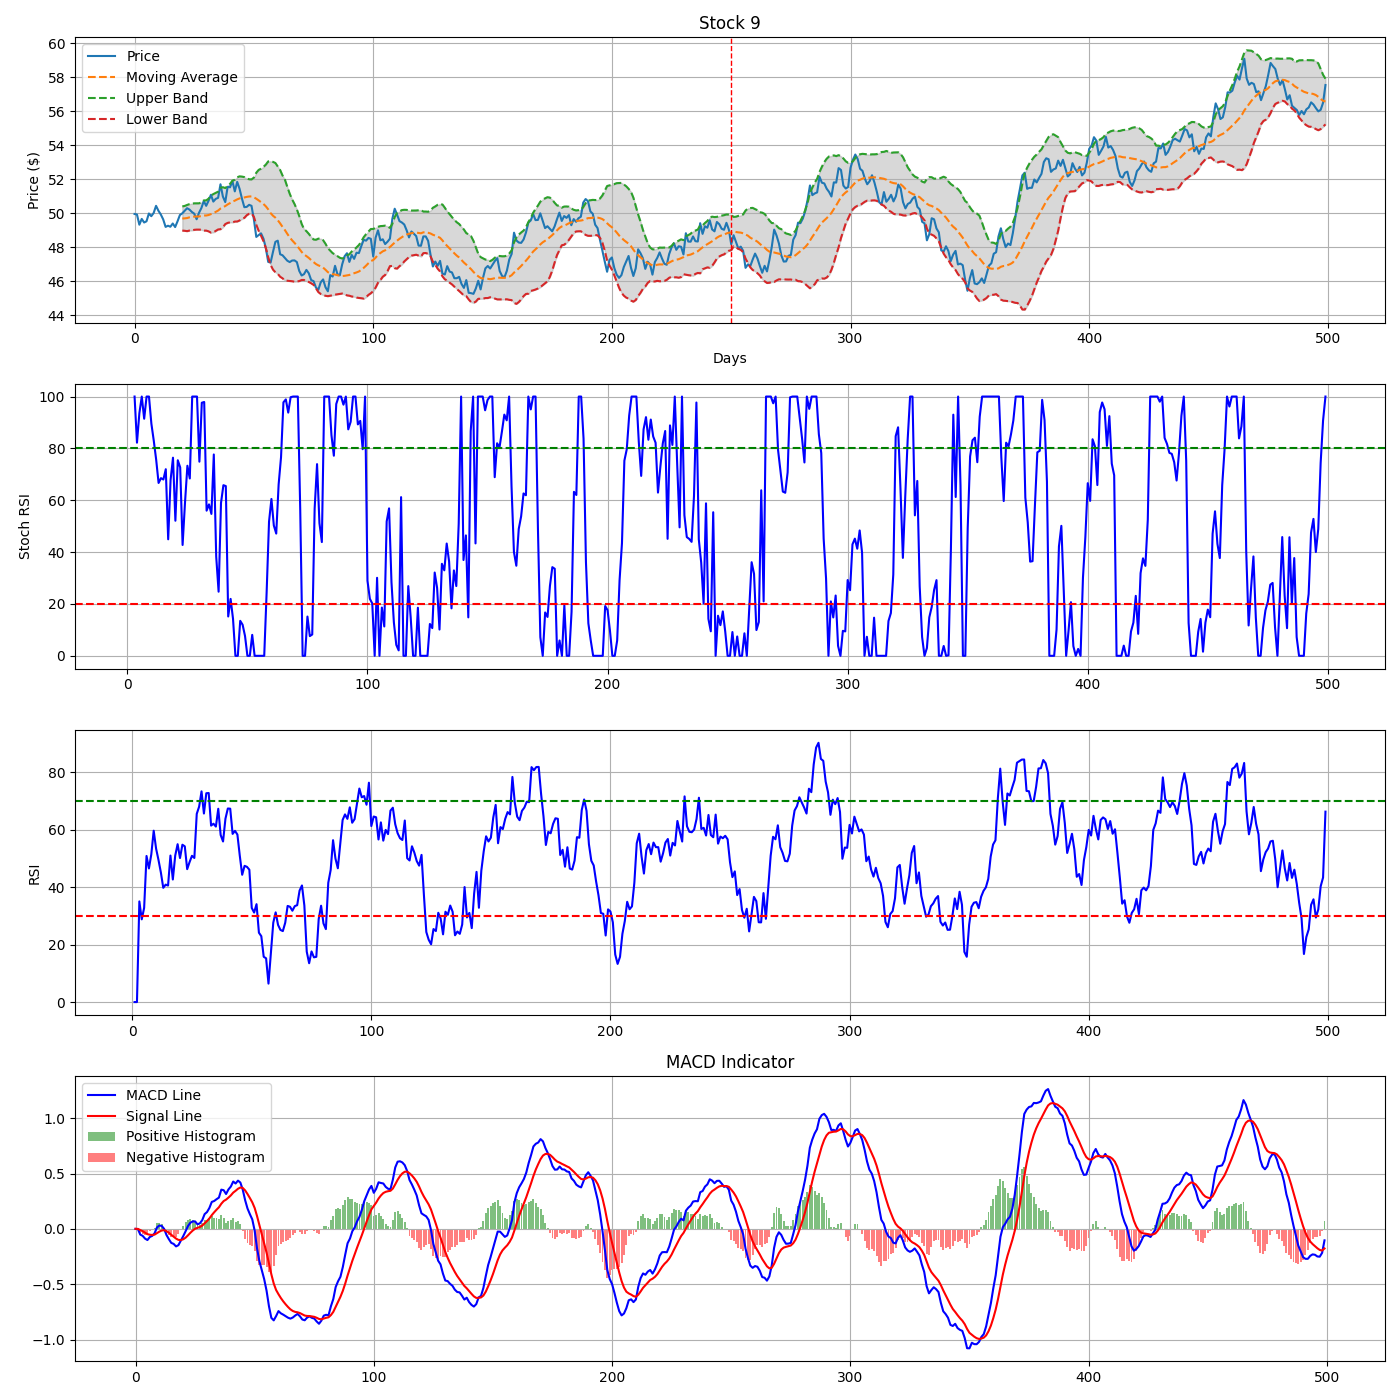 Stock 9
Price ($)
60
58
56
54
52
50
48
46
44
Price
Moving Average
Upper Band
Lower Band
0 100 200 300 400 500
Days
Stoch RSI
100
80
60
40
20
0
0 100 200 300 400 500
RSI
80
60
40
20
0
0 100 200 300 400 500
MACD Indicator
1.0
0.5
0.0
−0.5
−1.0
MACD Line
Signal Line
Positive Histogram
Negative Histogram
0 100 200 300 400 500